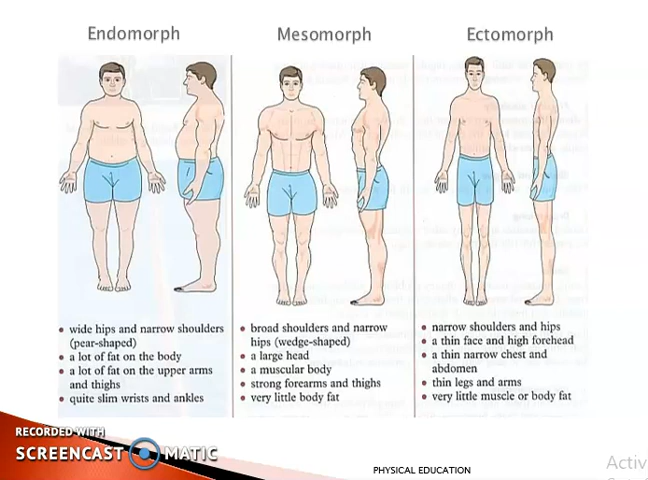 Endomorph
Mesomorph
Ectomorph
• wide hips and narrow shoulders
(pear-shaped)
• a lot of fat on the body
• a lot of fat on the upper arms
and thighs
• quite slim wrists and ankles
• broad shoulders and narrow
hips (wedge-shaped)
• a large head
• a muscular body
• strong forearms and thighs
• very little body fat
• narrow shoulders and hips
• a thin face and high forehead
• a thin narrow chest and
abdomen
• thin legs and arms
• very little muscle or body fat
RECORDED WITH
SCREENCAST MATIC
PHYSICAL EDUCATION
Activ